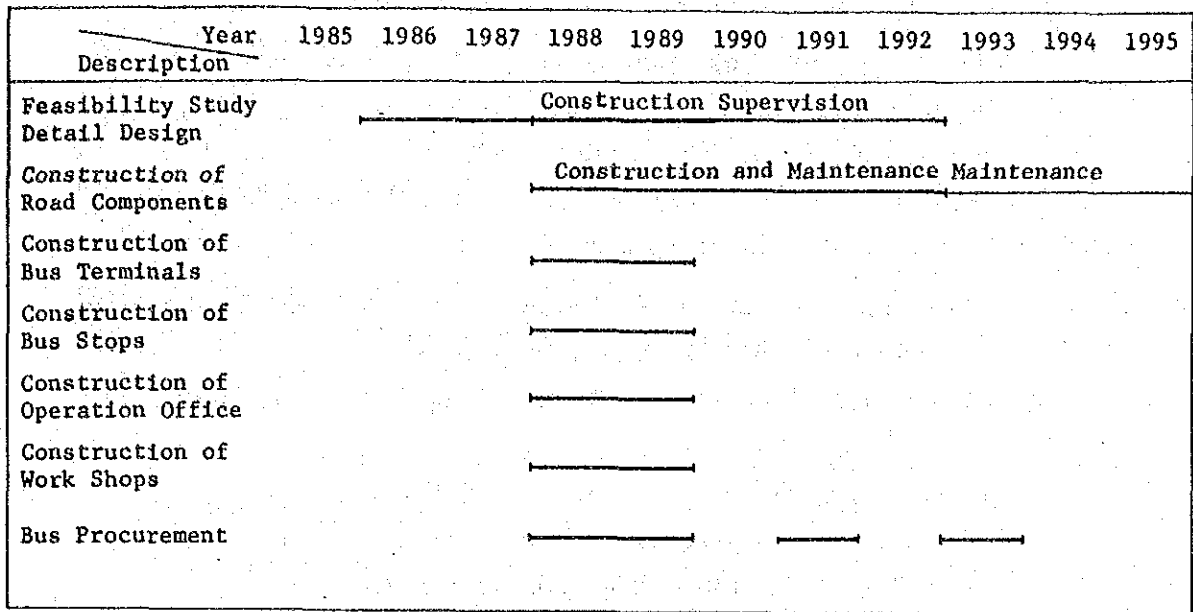 Year 1985 1986 1987 1988 1989 1990 1991 1992 1993 1994 1995
Description
Feasibility Study Construction Supervision
Detail Design
Construction of Construction and Maintenance Maintenance
Road Components
Construction of
Bus Terminals
Construction of
Bus Stops
Construction of
Operation Office
Construction of
Work Shops
Bus Procurement